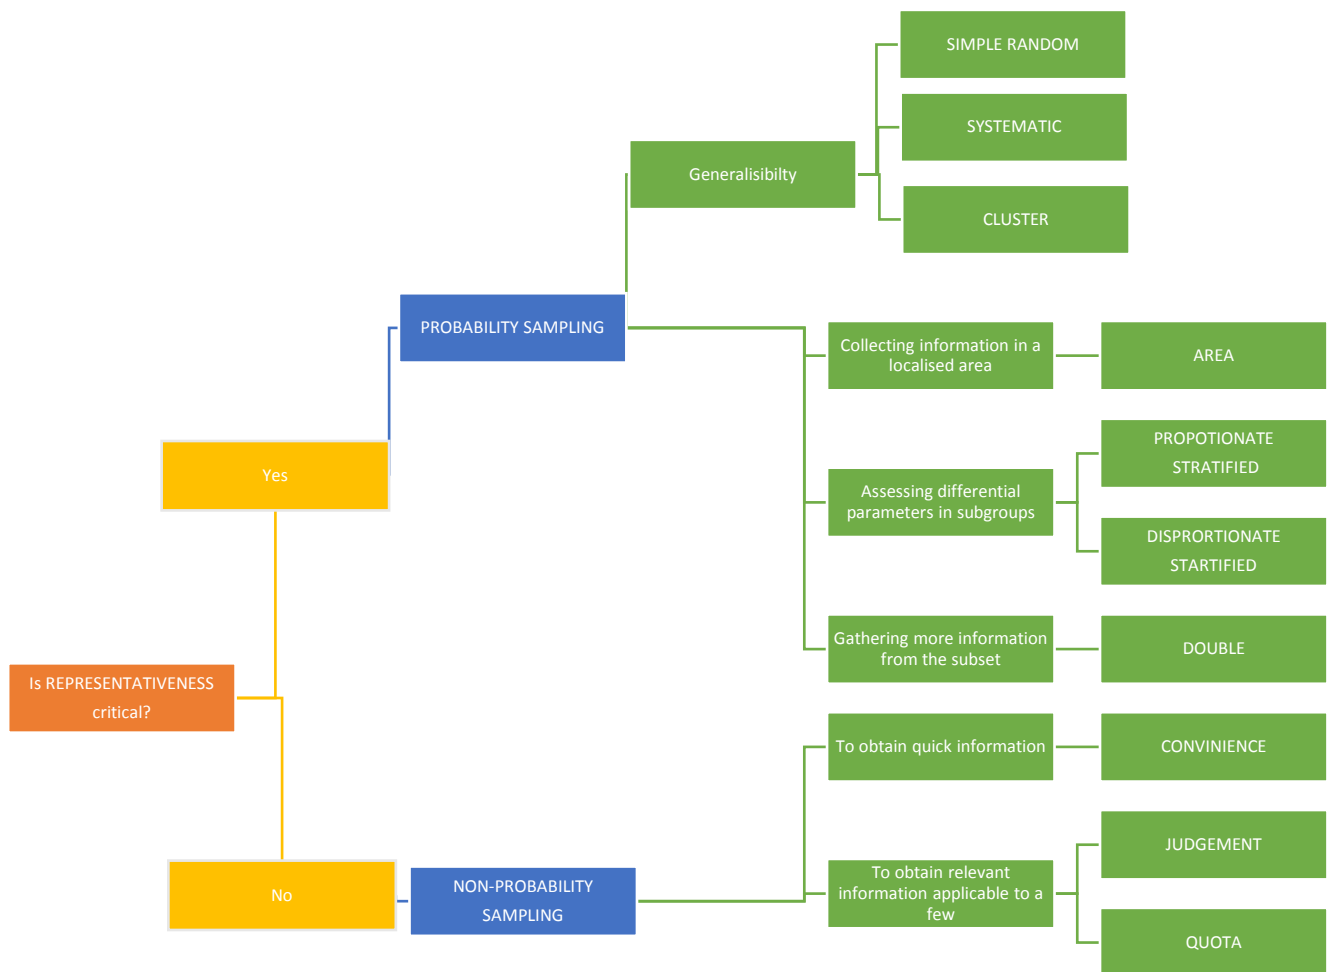 SIMPLE RANDOM
SYSTEMATIC
Generalisibilty
CLUSTER
PROBABILITY SAMPLING
Collecting information in a
localised area
AREA
PROPOTIONATE
STRATIFIED
Yes
Assessing differential
parameters in subgroups
DISPRORTIONATE
STARTIFIED
Gathering more information
from the subset
DOUBLE
Is REPRESENTATIVENESS
critical?
To obtain quick information
CONVINIENCE
JUDGEMENT
No
NON-PROBABILITY
SAMPLING
To obtain relevant
information applicable to a
few
QUOTA